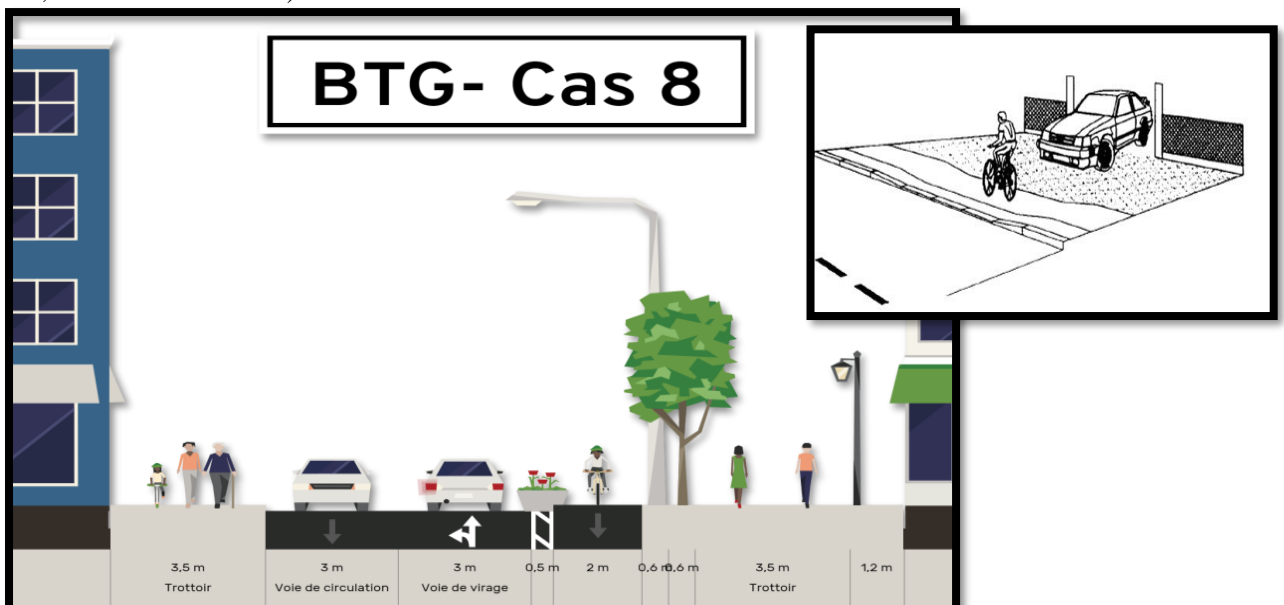 BTG- Cas 8
3,5 m
Trottoir
3 m
Voie de circulation
3 m
Voie de virage
0,5 m
2 m
0,6 m
0,6 m
3,5 m
Trottoir
1,2 m